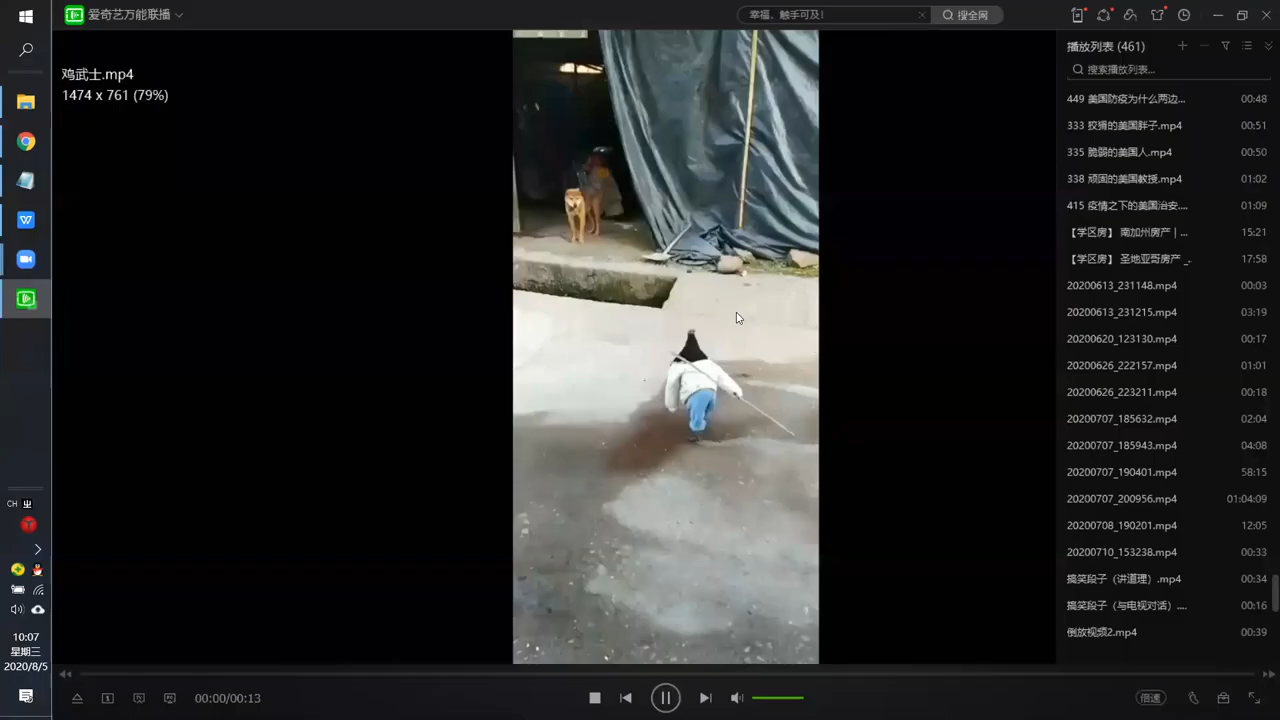 爱奇艺万能联播
幸福，触手可及!
搜全网
鸡武士.mp4
1474 x 761 (79%)
播放列表 (461)
搜索播放列表...
449 美国防疫为什么两边... 00:48
333 狡猾的美国胖子.mp4 00:51
335 脆弱的美国人.mp4 00:50
338 顽固的美国教授.mp4 01:02
415 疫情之下的美国治安.... 01:09
【学区房】 南加州房产 | ... 15:21
【学区房】 圣地亚哥房产 _... 17:58
20200613_231148.mp4 00:03
20200613_231215.mp4 03:19
20200620_123130.mp4 00:17
20200626_222157.mp4 01:01
20200626_223211.mp4 00:18
20200707_185632.mp4 02:04
20200707_185943.mp4 04:08
20200707_190401.mp4 58:15
20200707_200956.mp4 01:04:09
20200708_190201.mp4 12:05
20200710_153238.mp4 00:33
搞笑段子（讲道理）.mp4 00:34
搞笑段子（与电视对话）.... 00:16
倒放视频2.mp4 00:39
CH
10:07
星期三
2020/8/5
00:00/00:13
倍速